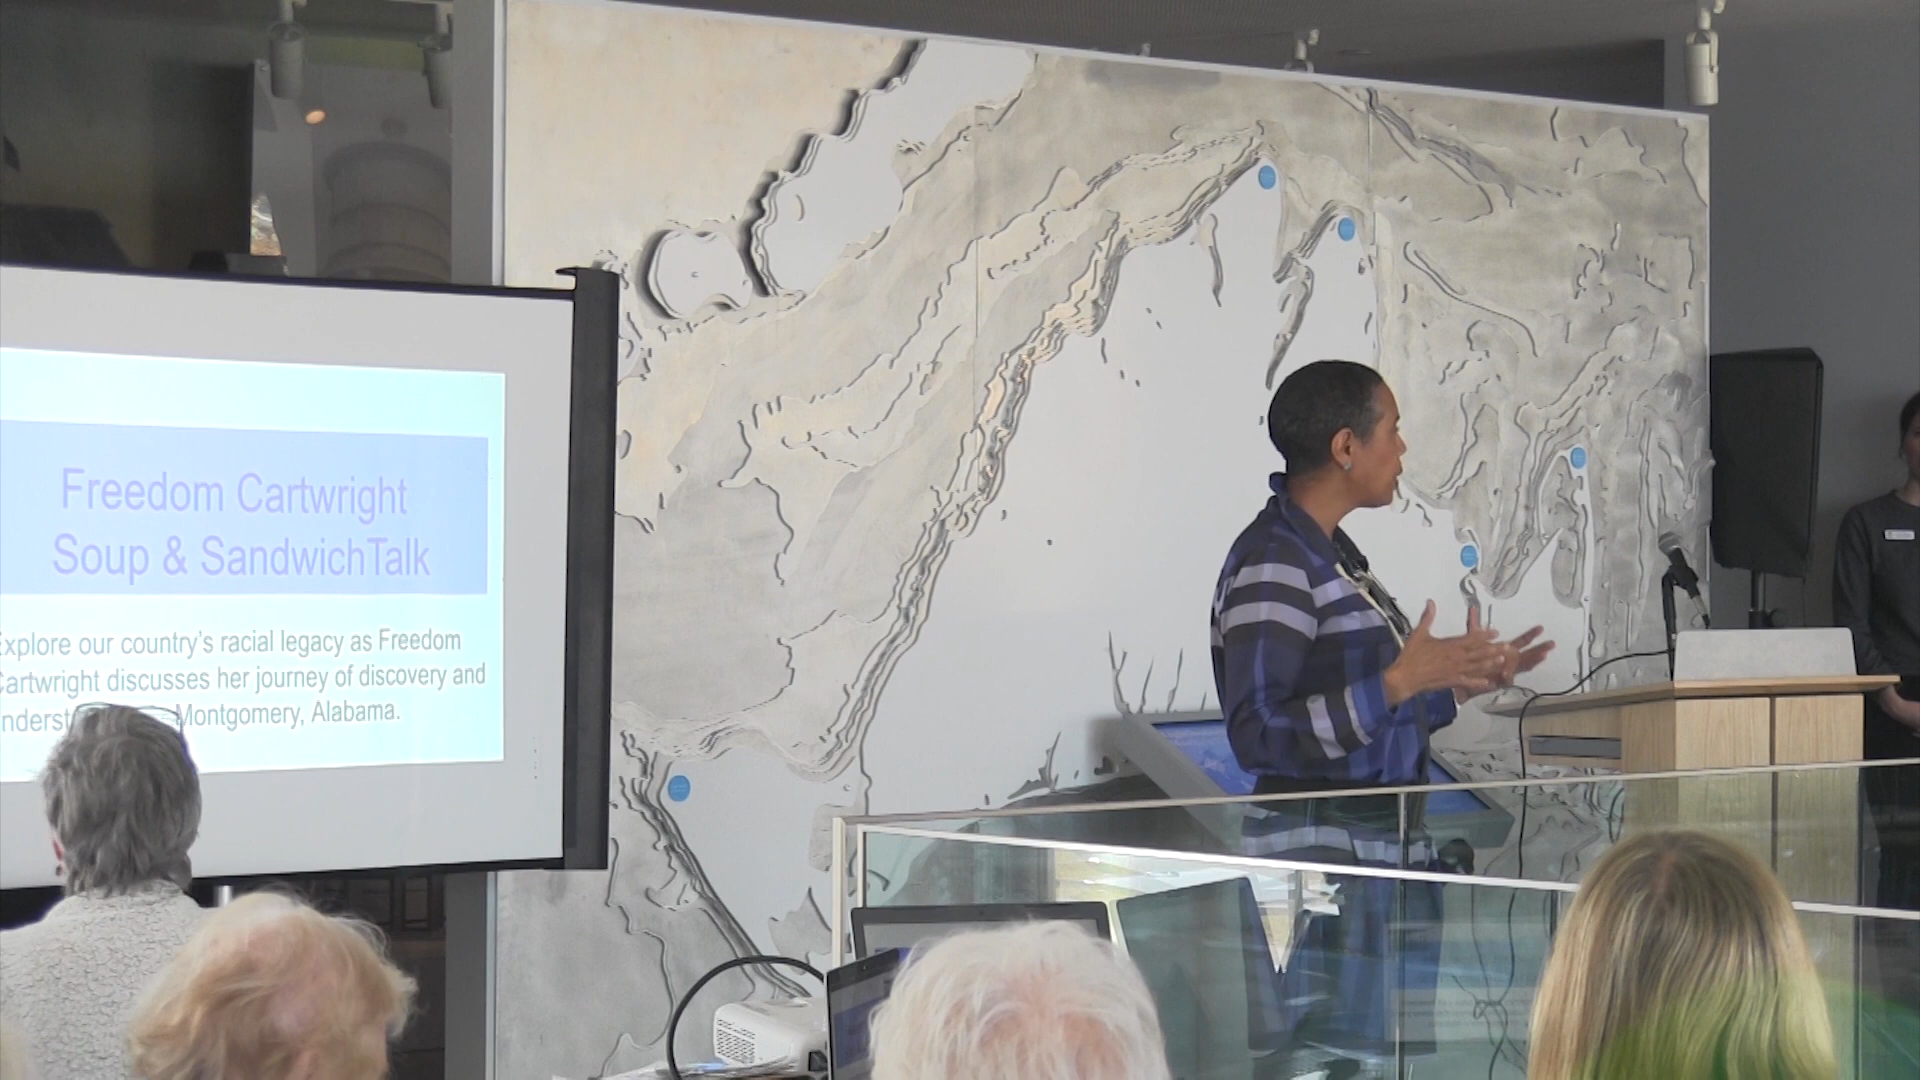 Freedom Cartwright
Soup & SandwichTalk
Explore our country's racial legacy as Freedom
Cartwright discusses her journey of discovery and
Montgomery, Alabama.